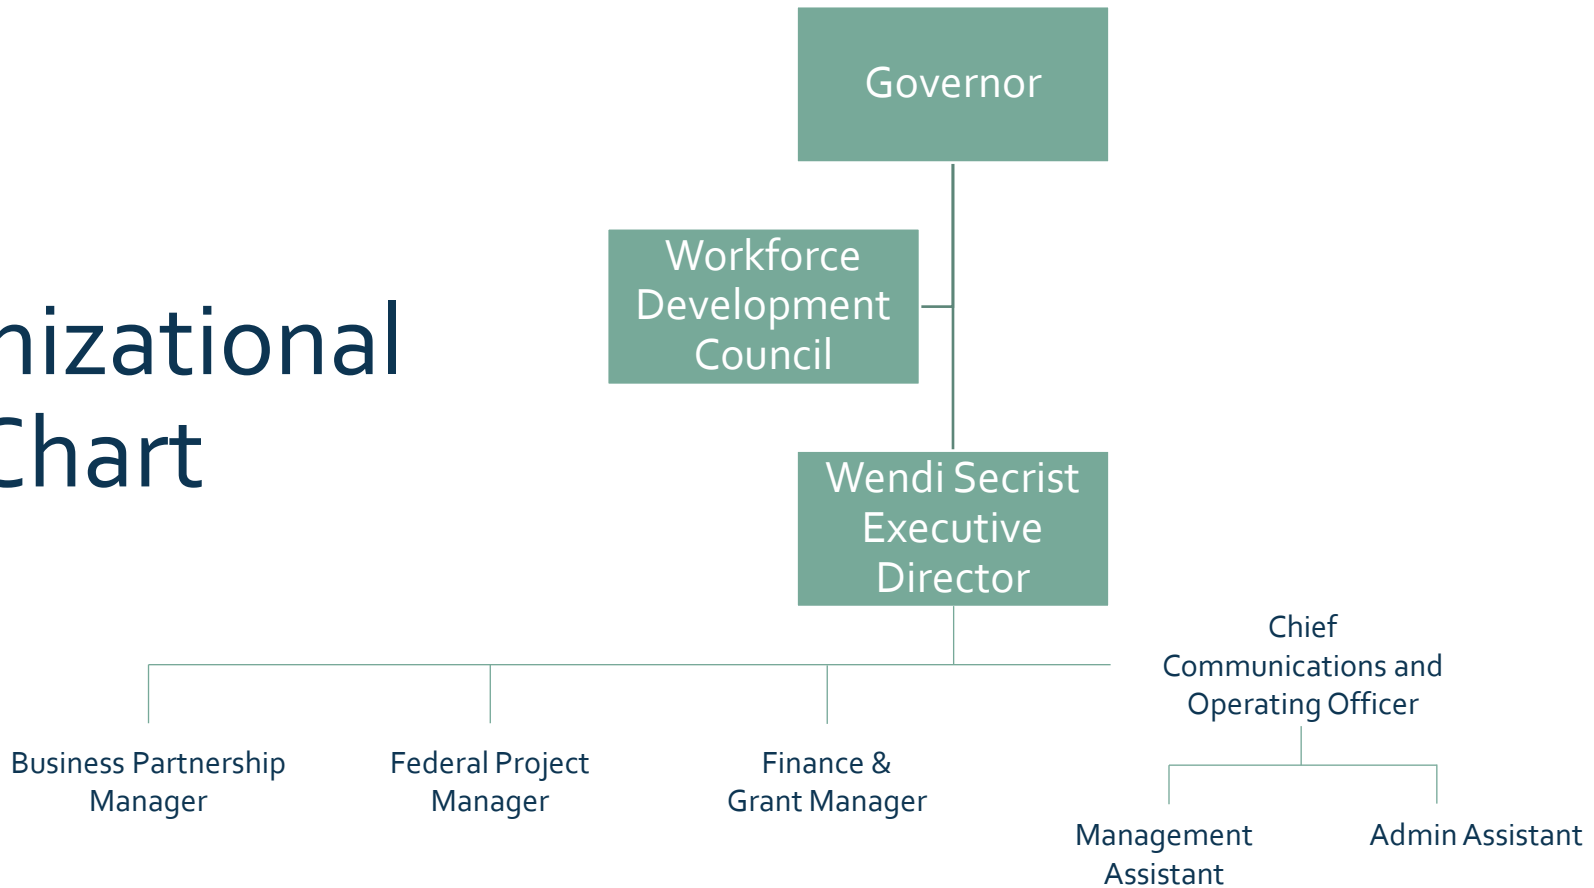 Governor
Workforce
Development
Council
nizational
Chart
Wendi Secrist
Executive
Director
Chief
Communications and
Operating Officer
Business Partnership
Manager
Federal Project
Manager
Finance &
Grant Manager
Management
Assistant
Admin Assistant